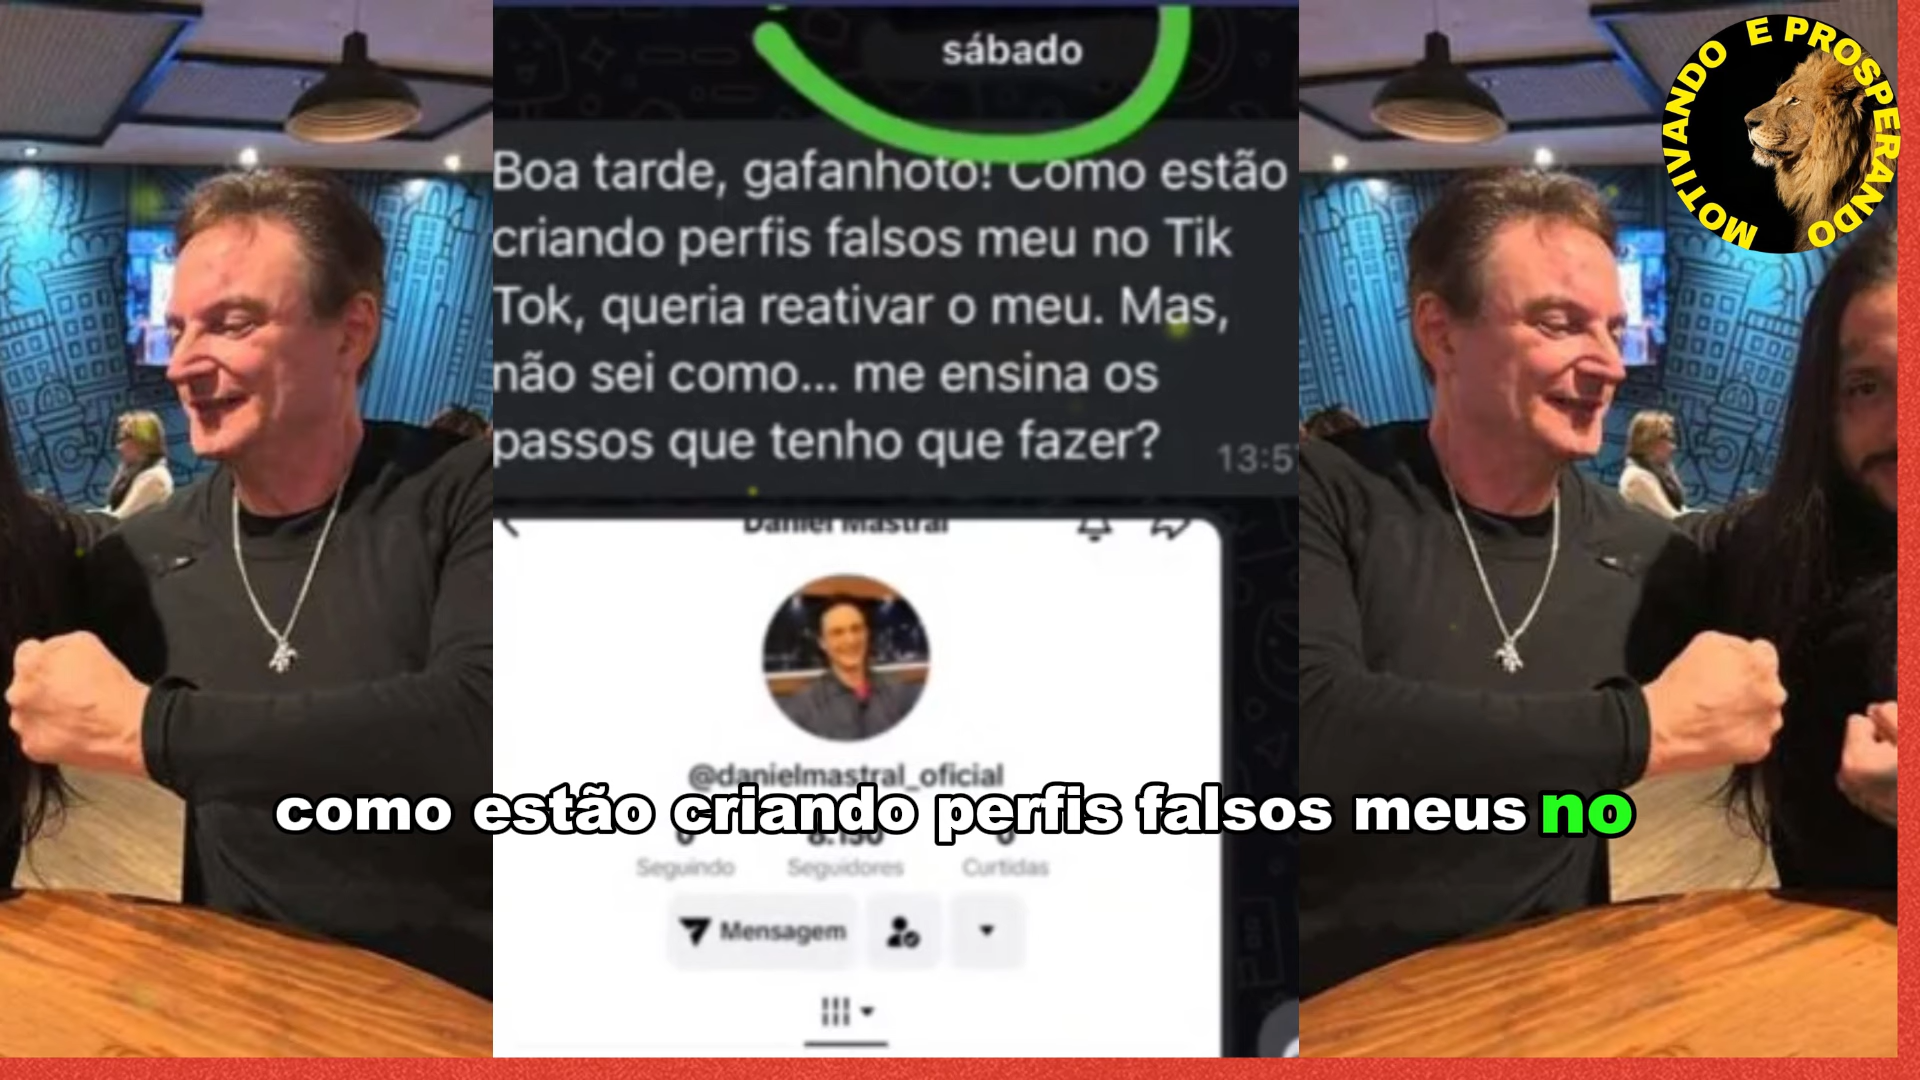 sábado
MOTIVANDO E PROSPERANDO
Boa tarde, gafanhoto! Como estão
criando perfis falsos meu no Tik
Tok, queria reativar o meu. Mas,
não sei como... me ensina os
passos que tenho que fazer?
13:5
Daniel Mastral
@danielmastral_oficial
como estão criando perfis falsos meus no
Seguindo Seguidores Curtidas
Mensagem